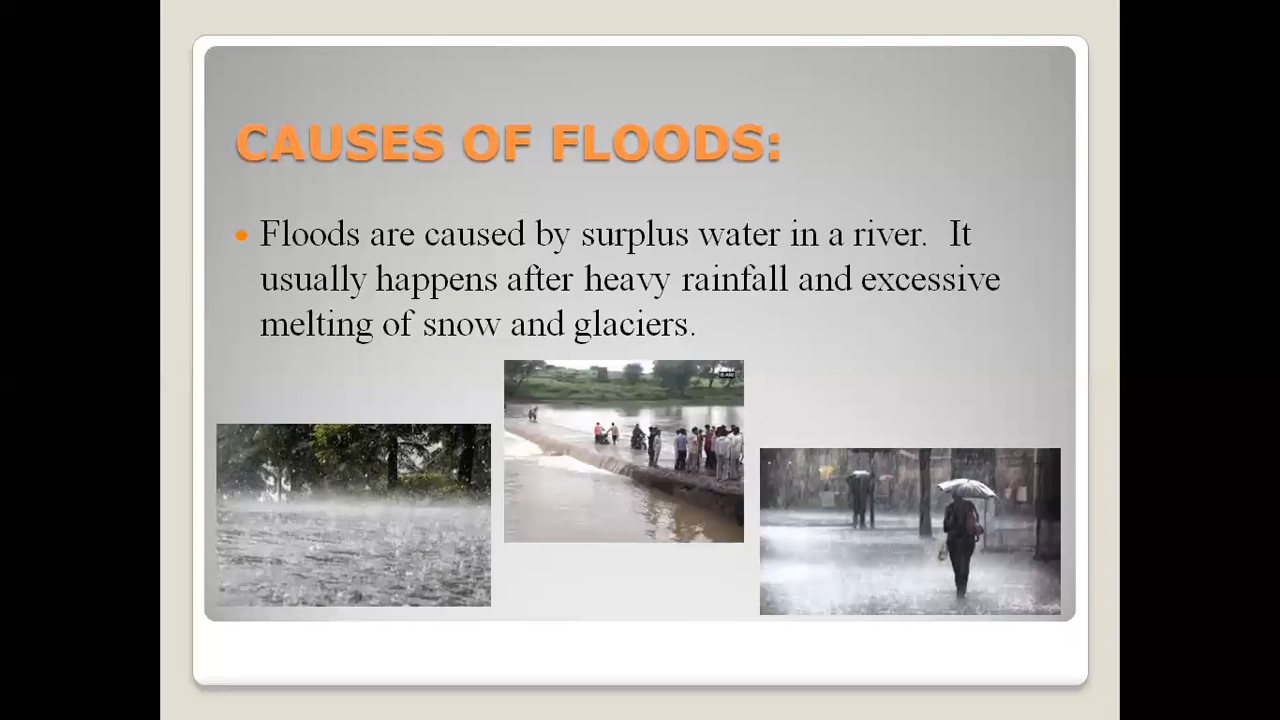 CAUSES OF FLOODS:
• Floods are caused by surplus water in a river.  It
usually happens after heavy rainfall and excessive
melting of snow and glaciers.